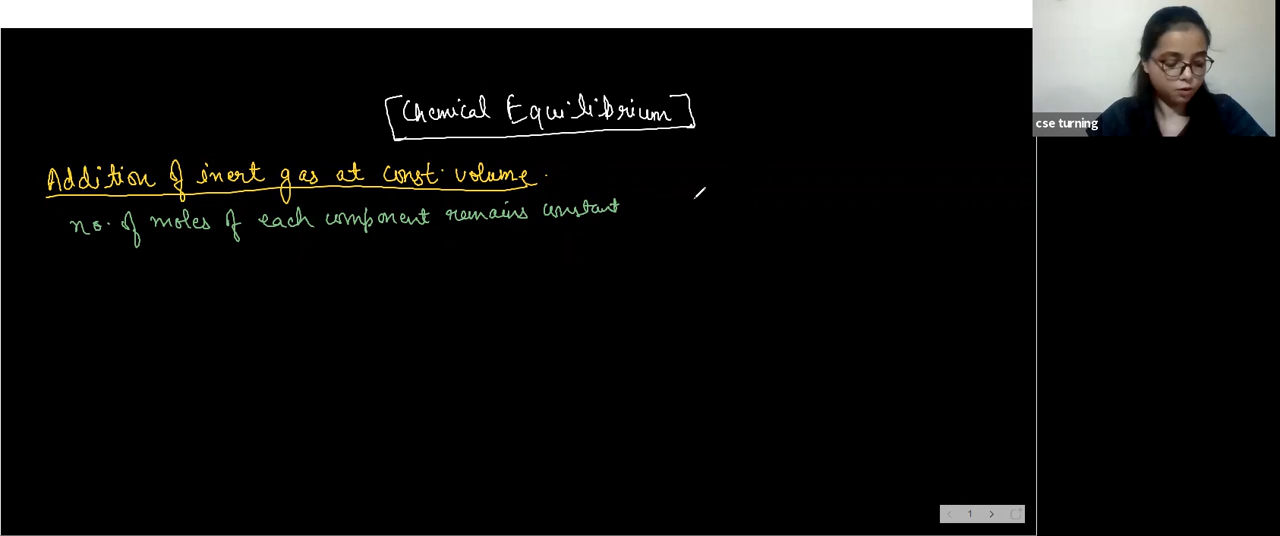 [Chemical Equilibrium]
Addition of inert gas at const. volume.
no. of moles of each component remains constant
cse turning
1